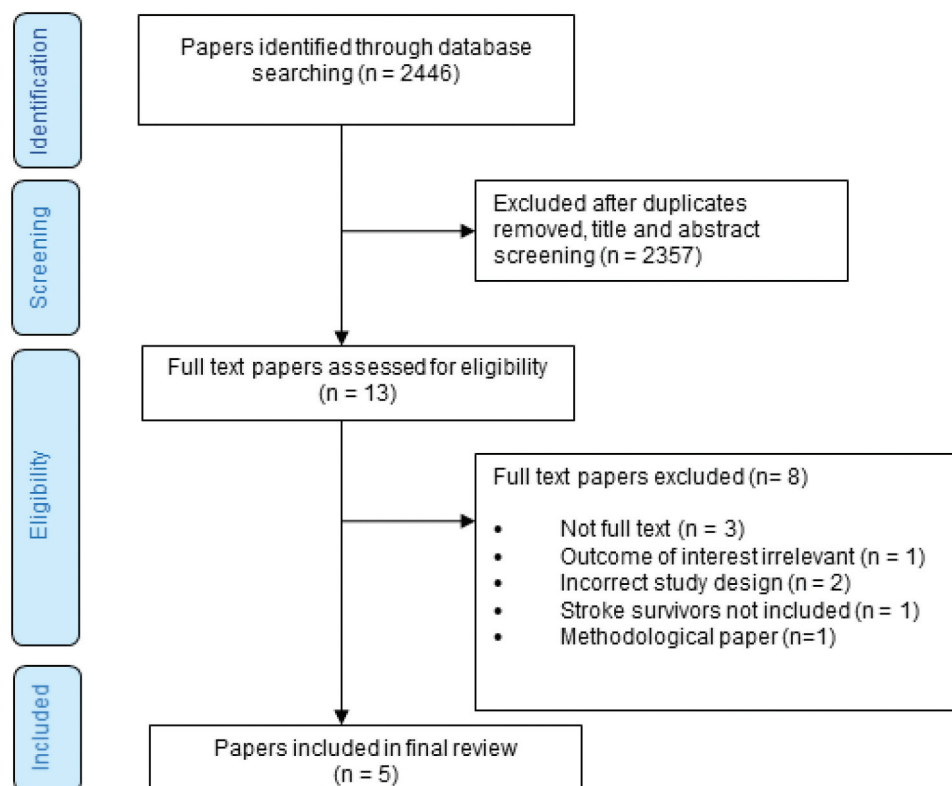 Identification
Papers identified through database
searching (n = 2446)
Screening
Excluded after duplicates
removed, title and abstract
screening (n = 2357)
Eligibility
Full text papers assessed for eligibility
(n = 13)
Full text papers excluded (n= 8)
• Not full text (n = 3)
• Outcome of interest irrelevant (n = 1)
• Incorrect study design (n = 2)
• Stroke survivors not included (n = 1)
• Methodological paper (n=1)
Included
Papers included in final review
(n = 5)